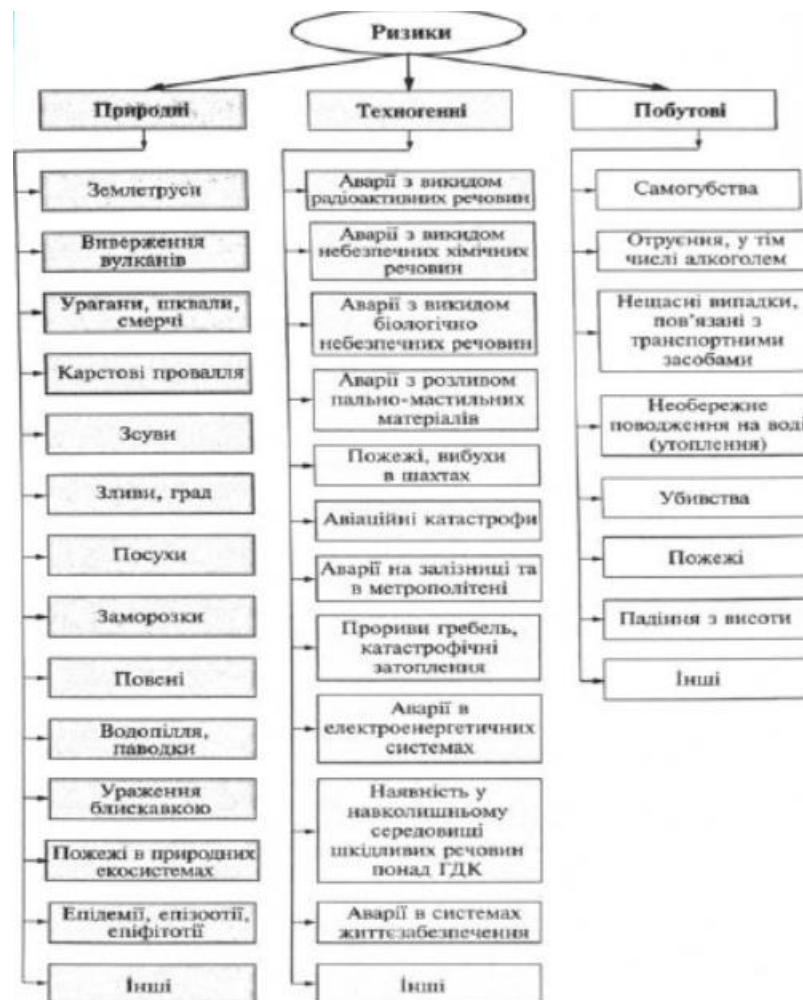 Ризики
Природні
Землетруси
Виверження
вулканів
Урагани, шквали,
смерчі
Карстові провалля
Зсуви
Зливи, град
Посухи
Заморозки
Повені
Водопілля,
паводки
Ураження
блискавкою
Пожежі в природних
екосистемах
Епідемії, епізоотії,
епіфітотії
Інші
Техногенні
Аварії з викидом
радіоактивних речовин
Аварії з викидом
небезпечних хімічних
речовин
Аварії з викидом
біологічно
небезпечних речовин
Аварії з розливом
пально-мастильних
матеріалів
Пожежі, вибухи
в шахтах
Авіаційні катастрофи
Аварії на залізниці та
в метрополітені
Прориви гребель,
катастрофічні
затоплення
Аварії в
електроенергетичних
системах
Наявність у
навколишньому
середовищі
шкідливих речовин
понад ГДК
Аварії в системах
життєзабезпечення
Інші
Побутові
Самогубства
Отруєння, у тім
числі алкоголем
Нещасні випадки,
пов’язані з
транспортними
засобами
Необережне
поводження на воді
(утоплення)
Убивства
Пожежі
Падіння з висоти
Інші